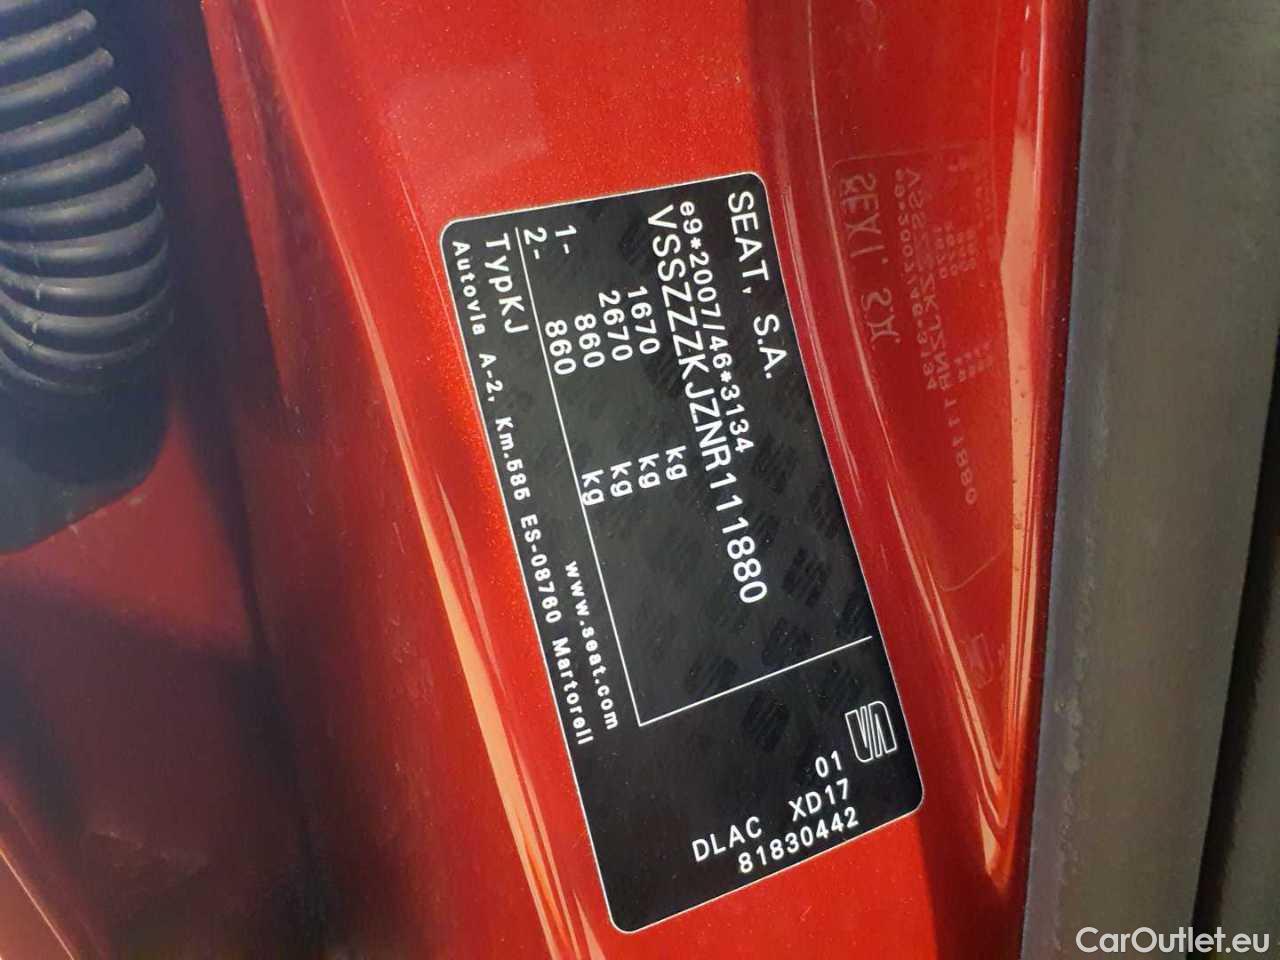 SEAT, S.A.
e9*2007/46*3134
VSSZZZKJZNR111880
1670 kg
2670 kg
1- 860 kg
2- 860 kg
TypKJ
www.seat.com
Autovia A-2, Km.585 ES-08760 Martorell
01
XD17
DLAC 81830442
CarOutlet.eu